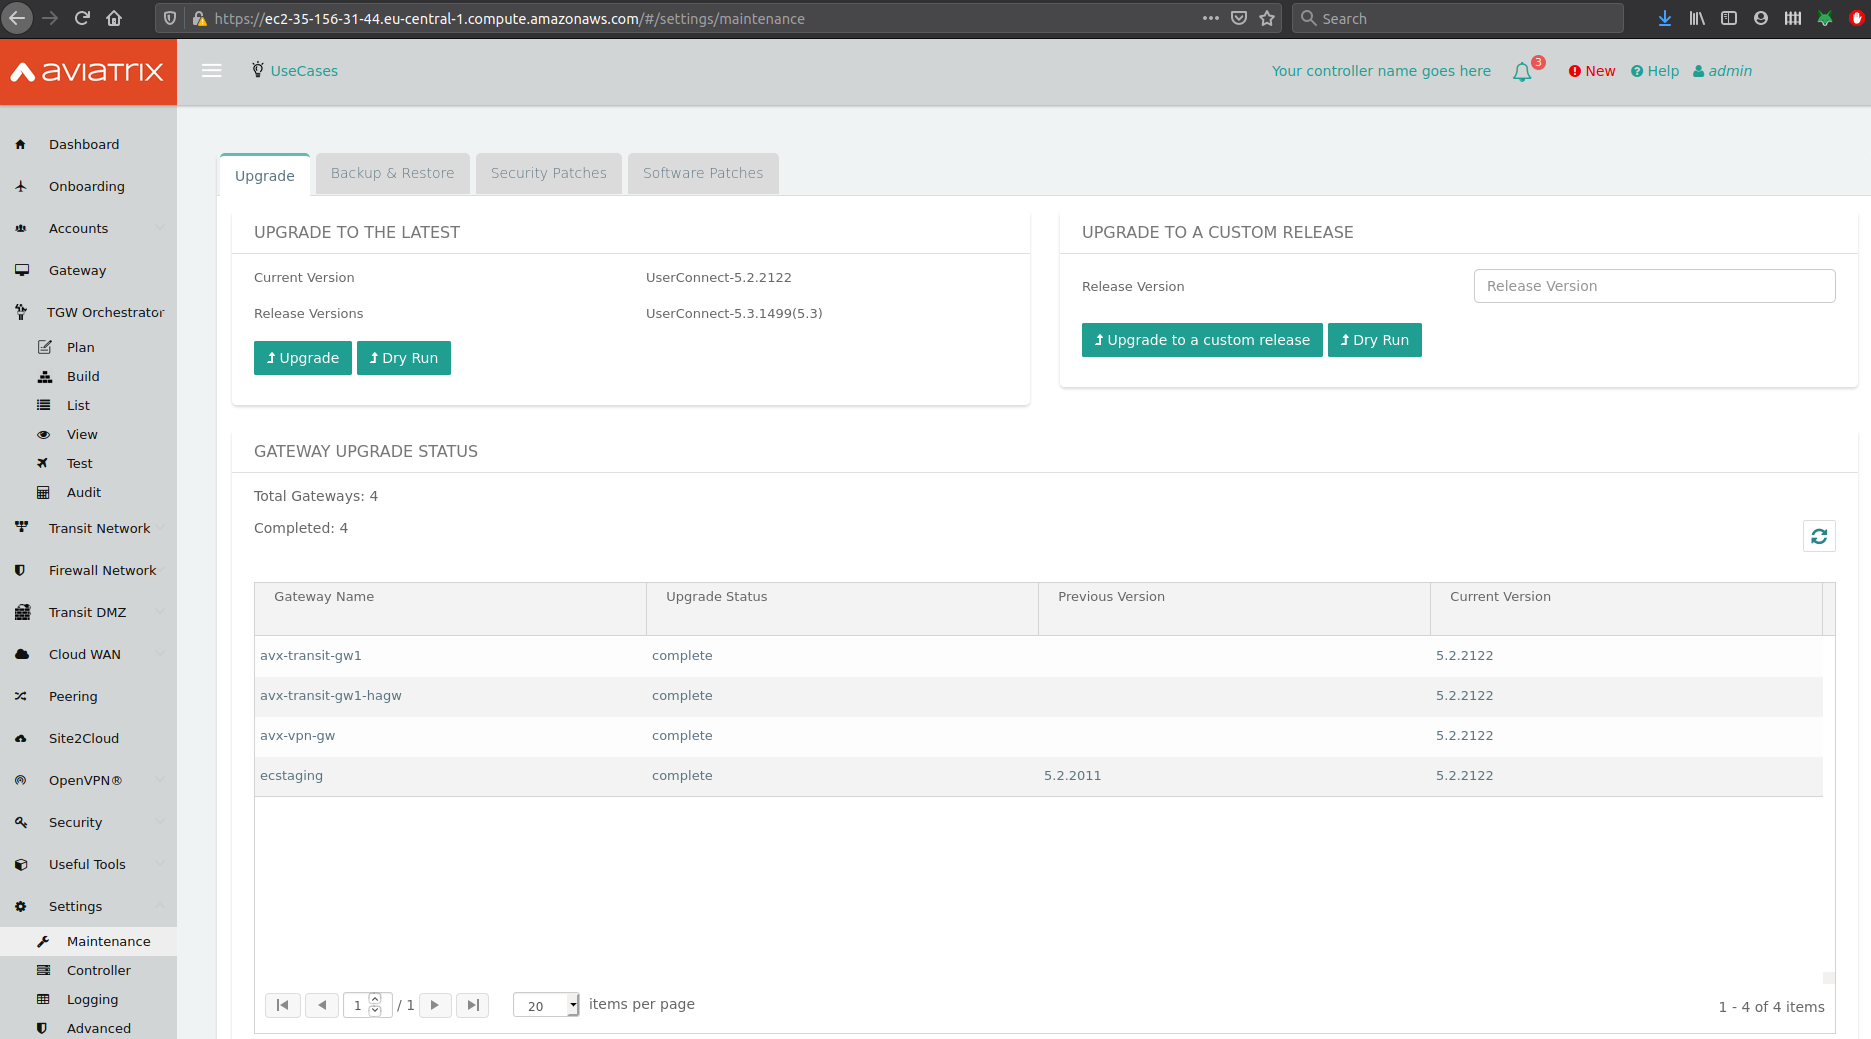 https://ec2-35-156-31-44.eu-central-1.compute.amazonaws.com/#/settings/maintenance
Search
aviatrix
UseCases
Your controller name goes here
3
New
Help
admin
Dashboard
Onboarding
Accounts
Gateway
TGW Orchestrator
Plan
Build
List
View
Test
Audit
Transit Network
Firewall Network
Transit DMZ
Cloud WAN
Peering
Site2Cloud
OpenVPN®
Security
Useful Tools
Settings
Maintenance
Controller
Logging
Advanced
Upgrade
Backup & Restore
Security Patches
Software Patches
UPGRADE TO THE LATEST
Current Version UserConnect-5.2.2122
Release Versions UserConnect-5.3.1499(5.3)
Upgrade Dry Run
UPGRADE TO A CUSTOM RELEASE
Release Version Release Version
Upgrade to a custom release Dry Run
GATEWAY UPGRADE STATUS
Total Gateways: 4
Completed: 4
Gateway Name Upgrade Status Previous Version Current Version
avx-transit-gw1 complete 5.2.2122
avx-transit-gw1-hagw complete 5.2.2122
avx-vpn-gw complete 5.2.2122
ecstaging complete 5.2.2011 5.2.2122
1 / 1 20 items per page
1 - 4 of 4 items